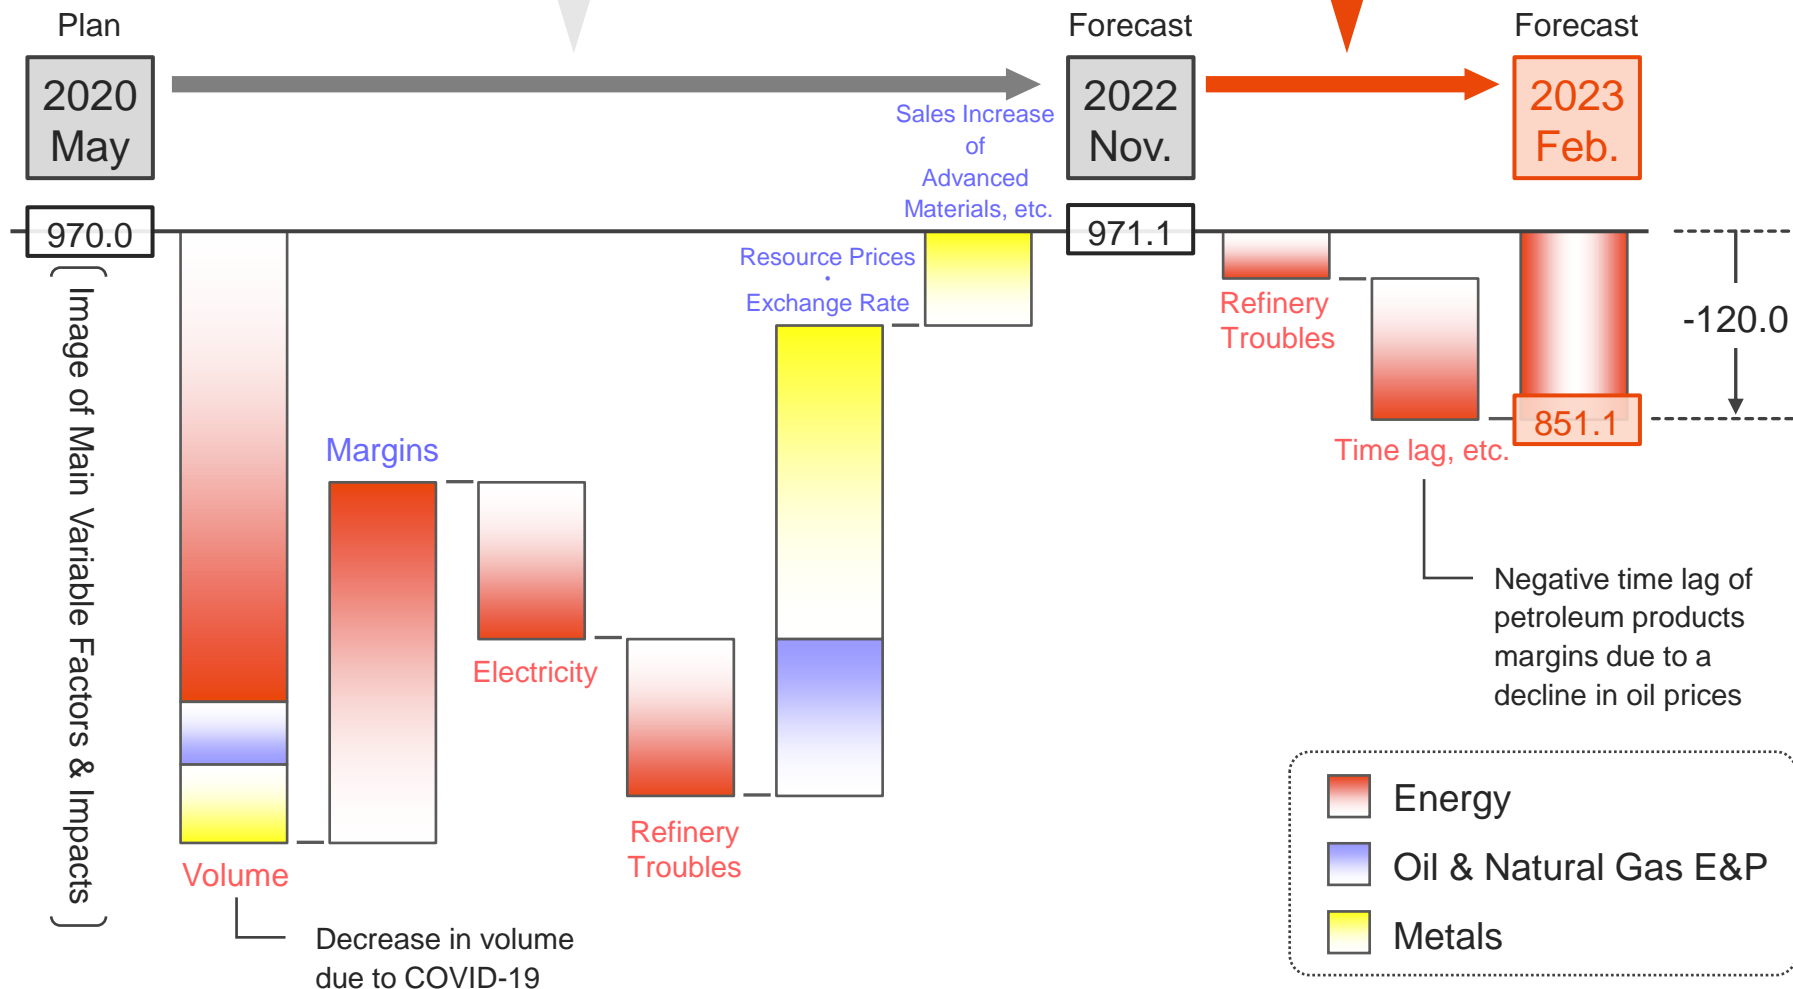 Plan
Forecast
Forecast
2020
May
2022
Nov.
2023
Feb.
Sales Increase
of
Advanced
Materials, etc.
970.0
971.1
Resource Prices
・
Exchange Rate
Refinery
Troubles
-120.0
851.1
Time lag, etc.
Image of Main Variable Factors & Impacts
Margins
Electricity
Negative time lag of
petroleum products
margins due to a
decline in oil prices
Refinery
Troubles
Volume
Decrease in volume
due to COVID-19
Energy
Oil & Natural Gas E&P
Metals